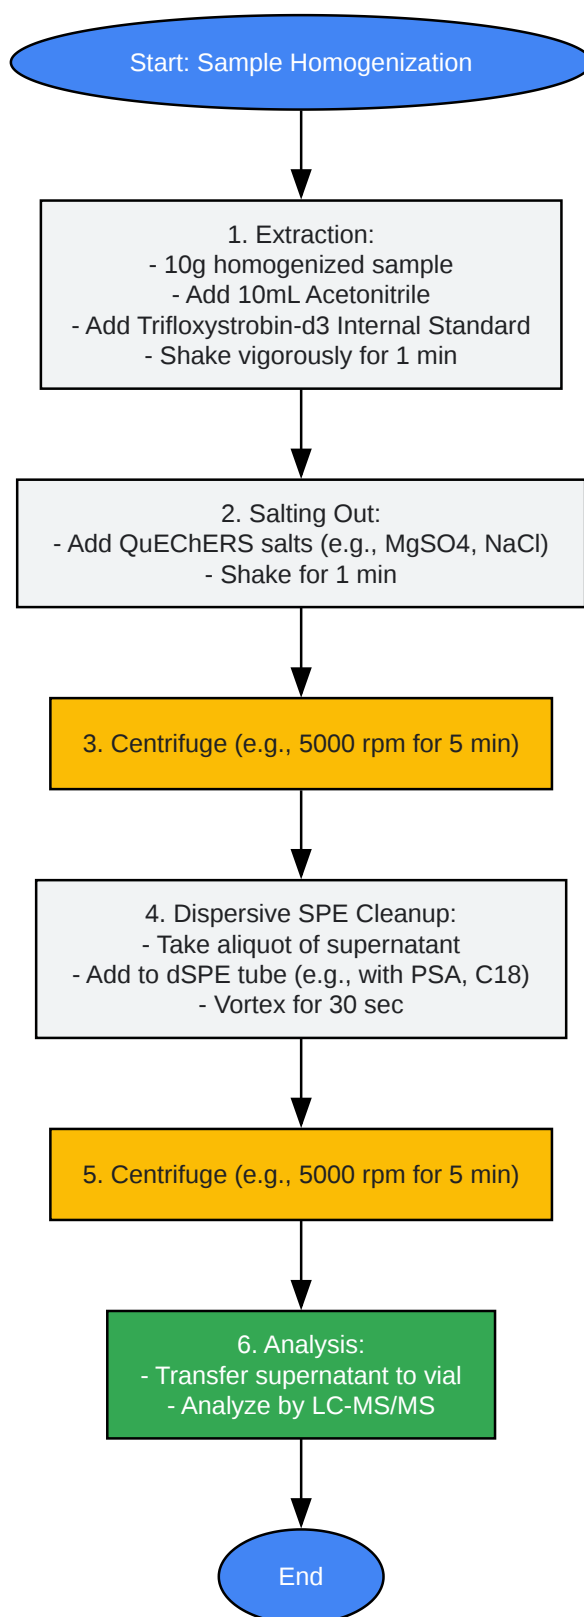 Start: Sample Homogenization
1. Extraction:
- 10g homogenized sample
- Add 10mL Acetonitrile
- Add Trifloxystrobin-d3 Internal Standard
- Shake vigorously for 1 min
2. Salting Out:
- Add QuEChERS salts (e.g., MgSO4, NaCl)
- Shake for 1 min
3. Centrifuge (e.g., 5000 rpm for 5 min)
4. Dispersive SPE Cleanup:
- Take aliquot of supernatant
- Add to dSPE tube (e.g., with PSA, C18)
- Vortex for 30 sec
5. Centrifuge (e.g., 5000 rpm for 5 min)
6. Analysis:
- Transfer supernatant to vial
- Analyze by LC-MS/MS
End